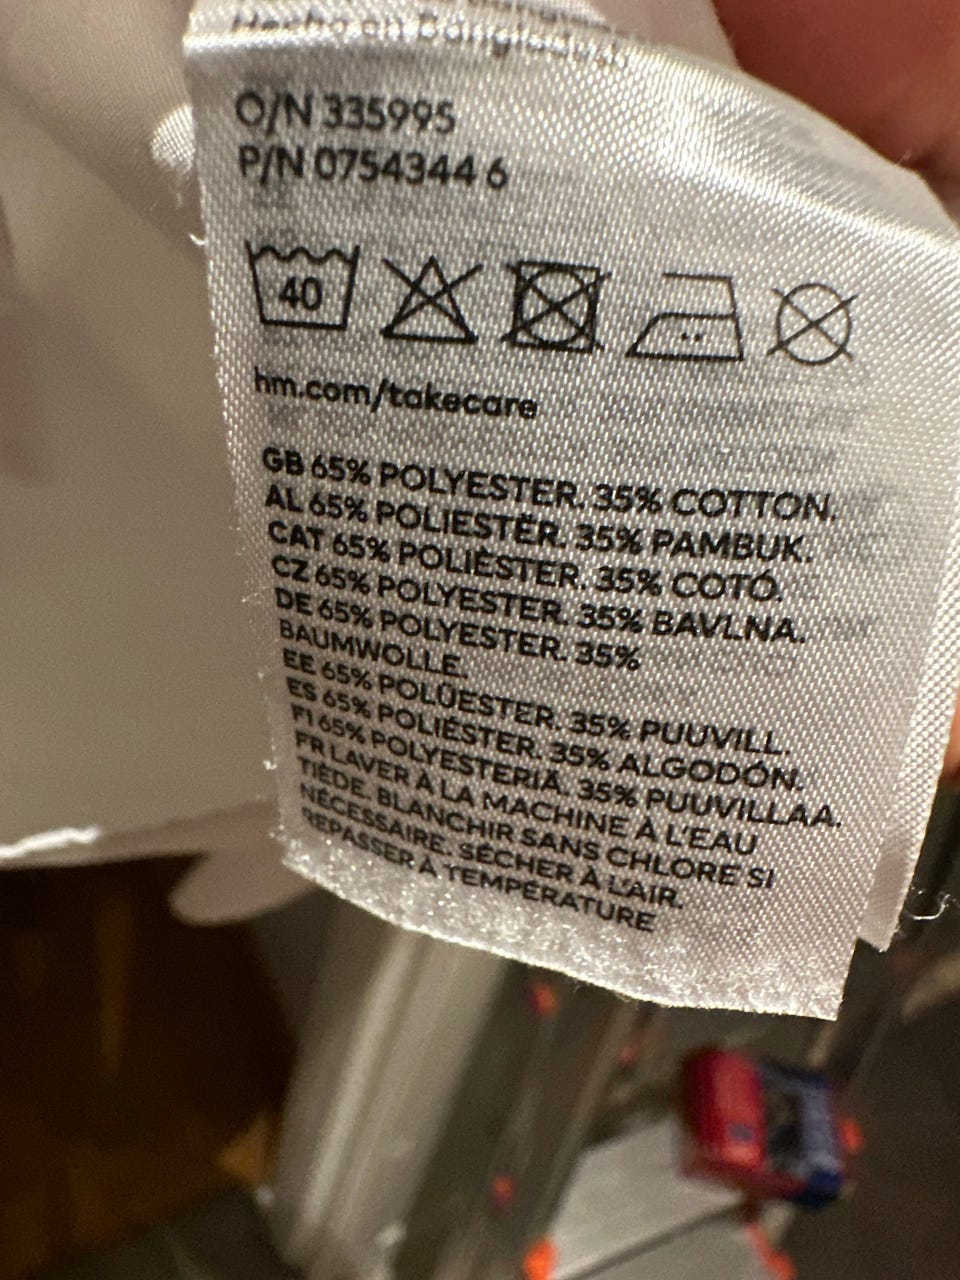 Hecho en Bangladesh
O/N 335995
P/N 0754344 6
40
hm.com/takecare
GB 65% POLYESTER. 35% COTTON.
AL 65% POLIESTËR. 35% PAMBUK.
CAT 65% POLIÈSTER. 35% COTÓ.
CZ 65% POLYESTER. 35% BAVLNA.
DE 65% POLYESTER. 35%
BAUMWOLLE.
EE 65% POLÜESTER. 35% PUUVILL.
ES 65% POLIÉSTER. 35% ALGODÓN.
FI 65% POLYESTERIÄ. 35% PUUVILLAA.
FR LAVER À LA MACHINE À L'EAU
TIÈDE. BLANCHIR SANS CHLORE SI
NÉCESSAIRE. SÉCHER À L'AIR.
REPASSER À TEMPÉRATURE